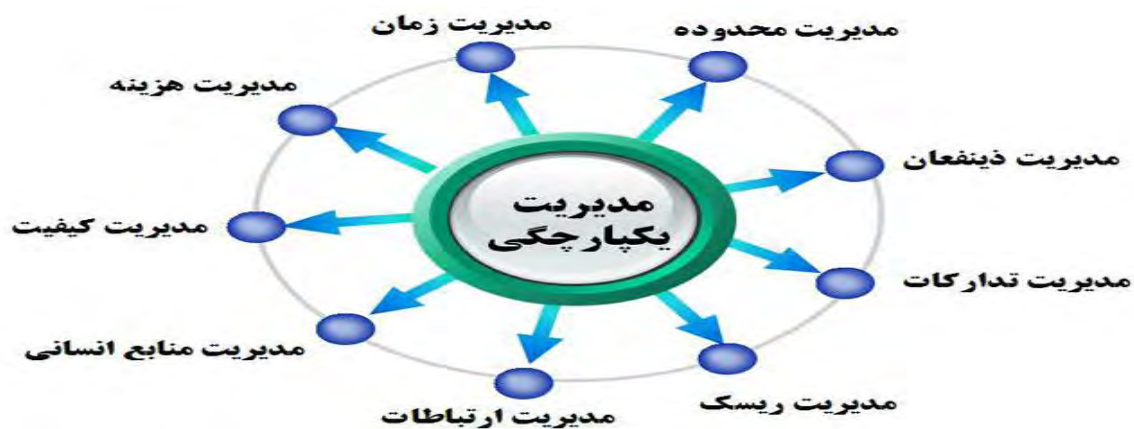 مدیریت زمان
مدیریت محدوده
مدیریت هزینه
مدیریت ذینفعان
مدیریت
یکپارچگی
مدیریت کیفیت
مدیریت تدارکات
مدیریت منابع انسانی
مدیریت ریسک
مدیریت ارتباطات